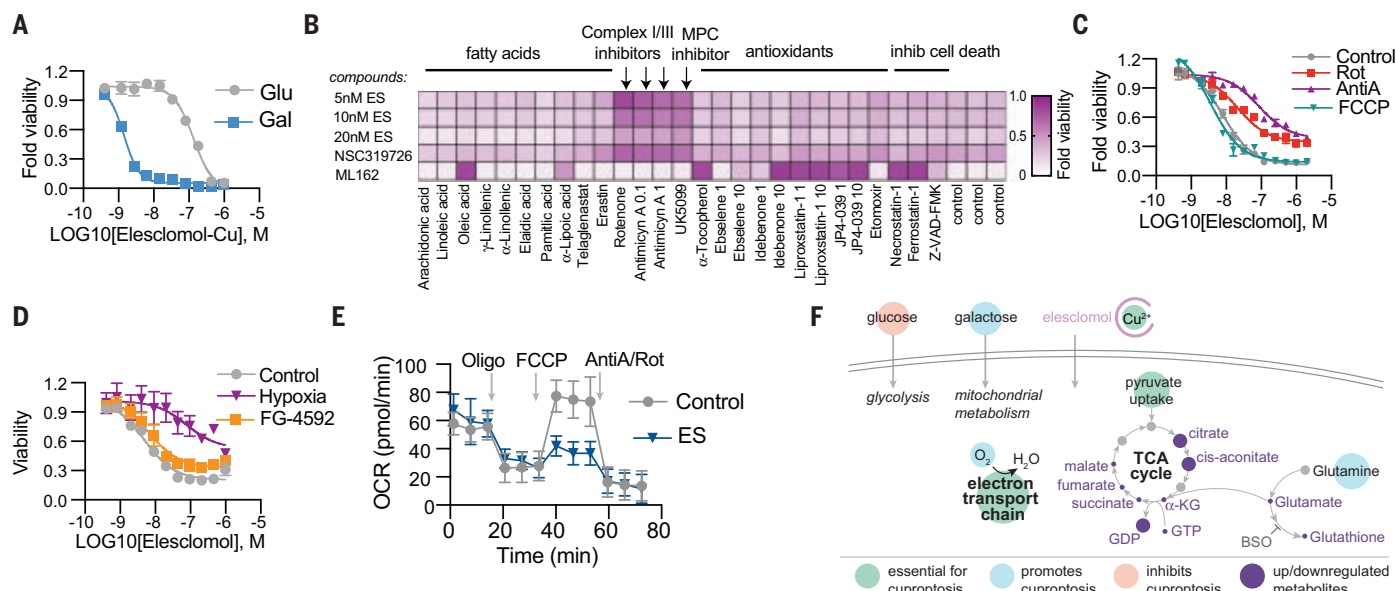 A
1.2
0.9
0.6
0.3
0.0
Fold viability
-10 -9 -8 -7 -6 -5
LOG10[Elesclomol-Cu], M
Glu
Gal
B
compounds:
fatty acids
Complex I/III
inhibitors
MPC
inhibitor
antioxidants
inhib cell death
5nM ES
10nM ES
20nM ES
NSC319726
ML162
1.0
0.5
0
Fold viability
Arachidonic acid
Linoleic acid
Oleic acid
γ-Linollenic
α-Linollenic
Elaidic acid
Pamitic acid
α-Lipoic acid
Telaglenastat
Erastin
Rotenone
Antimicyn A 0.1
Antimicyn A 1
UK5099
α-Tocopherol
Ebselene 1
Ebselene 10
Idebenone 1
Idebenone 10
Liproxstatin-1 1
Liproxstatin-1 10
JP4-039 1
JP4-039 10
Etomoxir
Necrostatin-1
Ferrostatin-1
Z-VAD-FMK
control
control
control
C
1.2
0.9
0.6
0.3
0.0
Fold viability
-10 -9 -8 -7 -6 -5
LOG10[Elesclomol], M
Control
Rot
AntiA
FCCP
D
1.2
0.9
0.6
0.3
0.0
Viability
-10 -9 -8 -7 -6 -5
LOG10[Elesclomol], M
Control
Hypoxia
FG-4592
E
100
80
60
40
20
0
OCR (pmol/min)
0 20 40 60 80
Time (min)
Oligo
FCCP
AntiA/Rot
Control
ES
F
glucose
galactose
elesclomol
Cu²⁺
glycolysis
mitochondrial
metabolism
pyruvate
uptake
O₂
H₂O
electron
transport
chain
TCA
cycle
citrate
cis-aconitate
malate
fumarate
succinate
α-KG
GDP
GTP
Glutamine
Glutamate
BSO
Glutathione
essential for
cuproptosis
promotes
cuproptosis
inhibits
cuproptosis
up/downregulated
metabolites